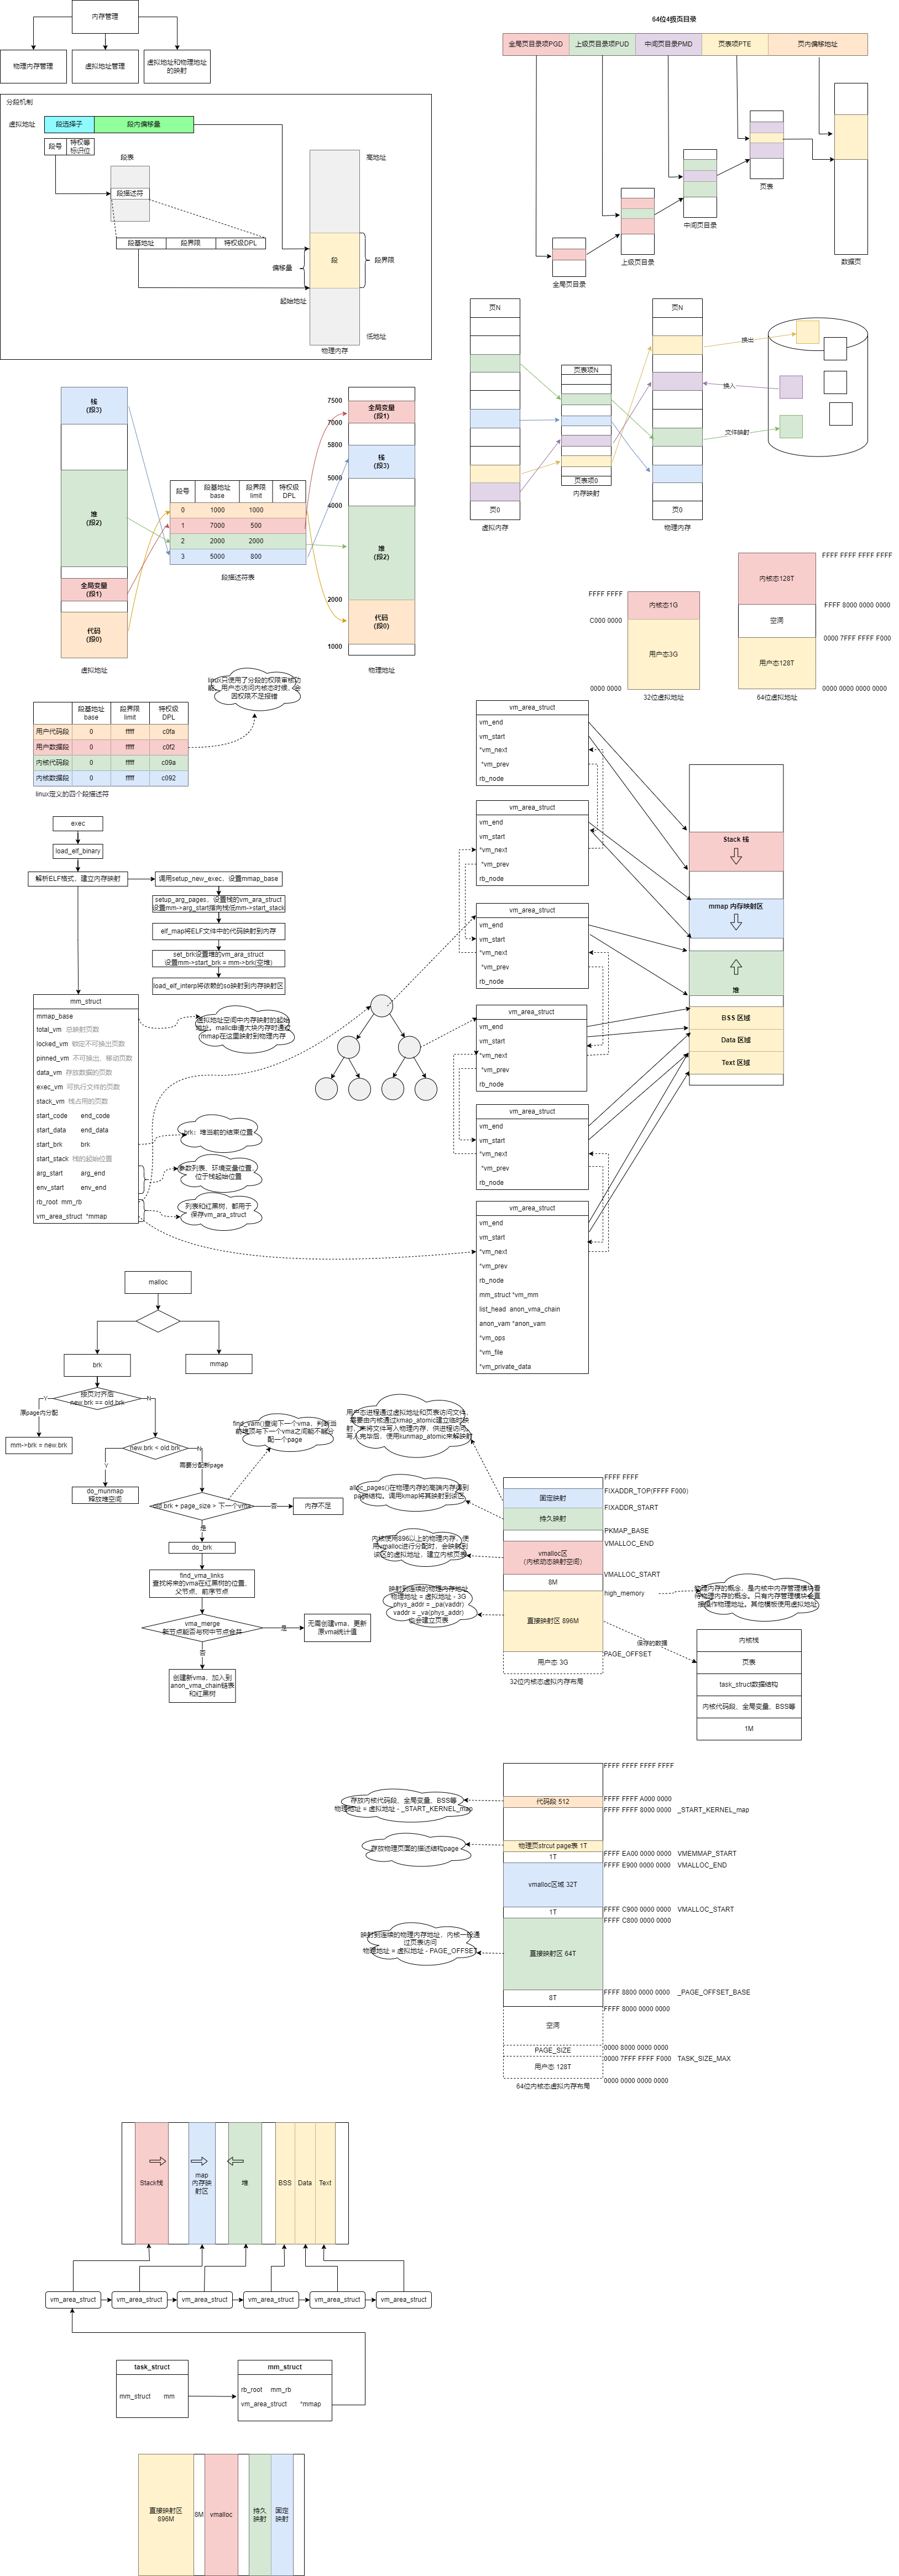 内存管理
物理内存管理
虚拟地址管理
虚拟地址和物理地址
的映射
64位4级页目录
全局页目录项PGD
上级页目录项PUD
中间页目录PMD
页表项PTE
页内偏移地址
全局页目录
上级页目录
中间页目录
页表
数据页
分段机制
虚拟地址
段选择子
段内偏移量
段号
特权等
标识位
段表
段描述符
段基地址
段界限
特权级DPL
高地址
段
偏移量
段界限
起始地址
低地址
物理内存
页N
页0
虚拟内存
页表项N
页表项0
内存映射
页N
页0
物理内存
换出
换入
文件映射
栈
(段3)
堆
(段2)
全局变量
(段1)
代码
(段0)
虚拟地址
段号
段基地址
base
段界限
limit
特权级
DPL
0 1000 1000
1 7000 500
2 2000 2000
3 5000 800
段描述符表
7500
全局变量
(段1)
7000
5800
栈
(段3)
5000
4000
堆
(段2)
2000
代码
(段0)
1000
物理地址
FFFF FFFF
内核态1G
C000 0000
用户态3G
0000 0000
32位虚拟地址
FFFF FFFF FFFF FFFF
内核态128T
FFFF 8000 0000 0000
空洞
0000 7FFF FFFF F000
用户态128T
0000 0000 0000 0000
64位虚拟地址
linux只使用了分段的权限审核功
能，用户态访问内核态时候，会
因权限不足报错
段基地址
base
段界限
limit
特权级
DPL
用户代码段 0 fffff c0fa
用户数据段 0 fffff c0f2
内核代码段 0 fffff c09a
内核数据段 0 fffff c092
linux定义的四个段描述符
exec
load_elf_binary
解析ELF格式，建立内存映射
调用setup_new_exec，设置mmap_base
setup_arg_pages，设置栈的vm_ara_struct
设置mm->arg_start指向栈低mm->start_stack
elf_map将ELF文件中的代码映射到内存
set_brk设置堆的vm_ara_struct
设置mm->start_brk = mm->brk(空堆）
load_elf_interp将依赖的so映射到内存映射区
mm_struct
mmap_base
total_vm 总映射页数
locked_vm 锁定不可换出页数
pinned_vm 不可换出，移动页数
data_vm 存放数据的页数
exec_vm 可执行文件的页数
stack_vm 栈占用的页数
start_code end_code
start_data end_data
start_brk brk
start_stack 栈的起始位置
arg_start arg_end
env_start env_end
rb_root mm_rb
vm_area_struct *mmap
虚拟地址空间中内存映射的起始
地址，mallc申请大块内存时通过
mmap在这里映射到物理内存
brk：堆当前的结束位置
参数列表、环境变量位置，
位于栈起始位置
列表和红黑树，都用于
保存vm_ara_struct
vm_area_struct
vm_end
vm_start
*vm_next
*vm_prev
rb_node
vm_area_struct
vm_end
vm_start
*vm_next
*vm_prev
rb_node
vm_area_struct
vm_end
vm_start
*vm_next
*vm_prev
rb_node
vm_area_struct
vm_end
vm_start
*vm_next
*vm_prev
rb_node
vm_area_struct
vm_end
vm_start
*vm_next
*vm_prev
rb_node
vm_area_struct
vm_end
vm_start
*vm_next
*vm_prev
rb_node
mm_struct *vm_mm
list_head anon_vma_chain
anon_vam *anon_vam
*vm_ops
*vm_file
*vm_private_data
Stack 栈
mmap 内存映射区
堆
BSS 区域
Data 区域
Text 区域
malloc
brk
mmap
按页对齐后
new.brk == old.brk
Y
N
原page内分配
mm->brk = new.brk
new.brk < old.brk
Y
N
do_munmap
释放堆空间
需要分配新page
find_vam()查询下一个vma，判断当
前堆顶与下一个vma之间能不能分
配一个page
old.brk + page_size > 下一个vma
否
内存不足
是
do_brk
find_vma_links
查找将来的vma在红黑树的位置，
父节点，前序节点
vma_merge
新节点能否与树中节点合并
是
无需创建vma，更新
原vma统计值
否
创建新vma，加入到
anon_vma_chain链表
和红黑树
用户态进程通过虚拟地址和页表访问文件，
需要由内核通过kmap_atomic建立临时映
射，来将文件写入物理内存，供进程访问。
写入完毕后，使用kunmap_atomic来解映射
alloc_pages()在物理内存的高端内存得到
page结构，调用kmap将其映射到该区
内核使用896以上的物理内存，使
用vmalloc进行分配时，会映射到
该区的虚拟地址，建立内核页表
映射到连续的物理内存地址
物理地址 = 虚拟地址 - 3G
phys_addr = _pa(vaddr)
vaddr = _va(phys_addr)
也会建立页表
FFFF FFFF
固定映射
FIXADDR_TOP(FFFF F000)
FIXADDR_START
持久映射
PKMAP_BASE
VMALLOC_END
vmalloc区
（内核动态映射空间）
VMALLOC_START
8M
high_memory
直接映射区 896M
PAGE_OFFSET
用户态 3G
32位内核态虚拟内存布局
物理内存的概念，是内核中内存管理模块看
待物理内存的概念。只有内存管理模块会直
接操作物理地址。其他模板使用虚拟地址
保存的数据
内核栈
页表
task_struct数据结构
内核代码段，全局变量，BSS等
1M
FFFF FFFF FFFF FFFF
存放内核代码段、全局变量、BSS等
物理地址 = 虚拟地址 - _START_KERNEL_map
代码段 512
FFFF FFFF A000 0000
FFFF FFFF 8000 0000 _START_KERNEL_map
存放物理页面的描述结构page
物理页strcut page表 1T
1T
FFFF EA00 0000 0000 VMEMMAP_START
FFFF E900 0000 0000 VMALLOC_END
vmalloc区域 32T
FFFF C900 0000 0000 VMALLOC_START
1T
FFFF C800 0000 0000
映射到连续的物理内存地址，内核一般通
过页表访问
物理地址 = 虚拟地址 - PAGE_OFFSET
直接映射区 64T
FFFF 8800 0000 0000 _PAGE_OFFSET_BASE
8T
FFFF 8000 0000 0000
空洞
0000 8000 0000 0000
PAGE_SIZE
0000 7FFF FFFF F000 TASK_SIZE_MAX
用户态 128T
0000 0000 0000 0000
64位内核态虚拟内存布局
Stack栈
map
内存映
射区
堆
BSS
Data
Text
vm_area_struct
vm_area_struct
vm_area_struct
vm_area_struct
vm_area_struct
vm_area_struct
task_struct
mm_struct mm
mm_struct
rb_root mm_rb
vm_area_struct *mmap
直接映射区
896M
8M
vmalloc
持久
映射
固定
映射